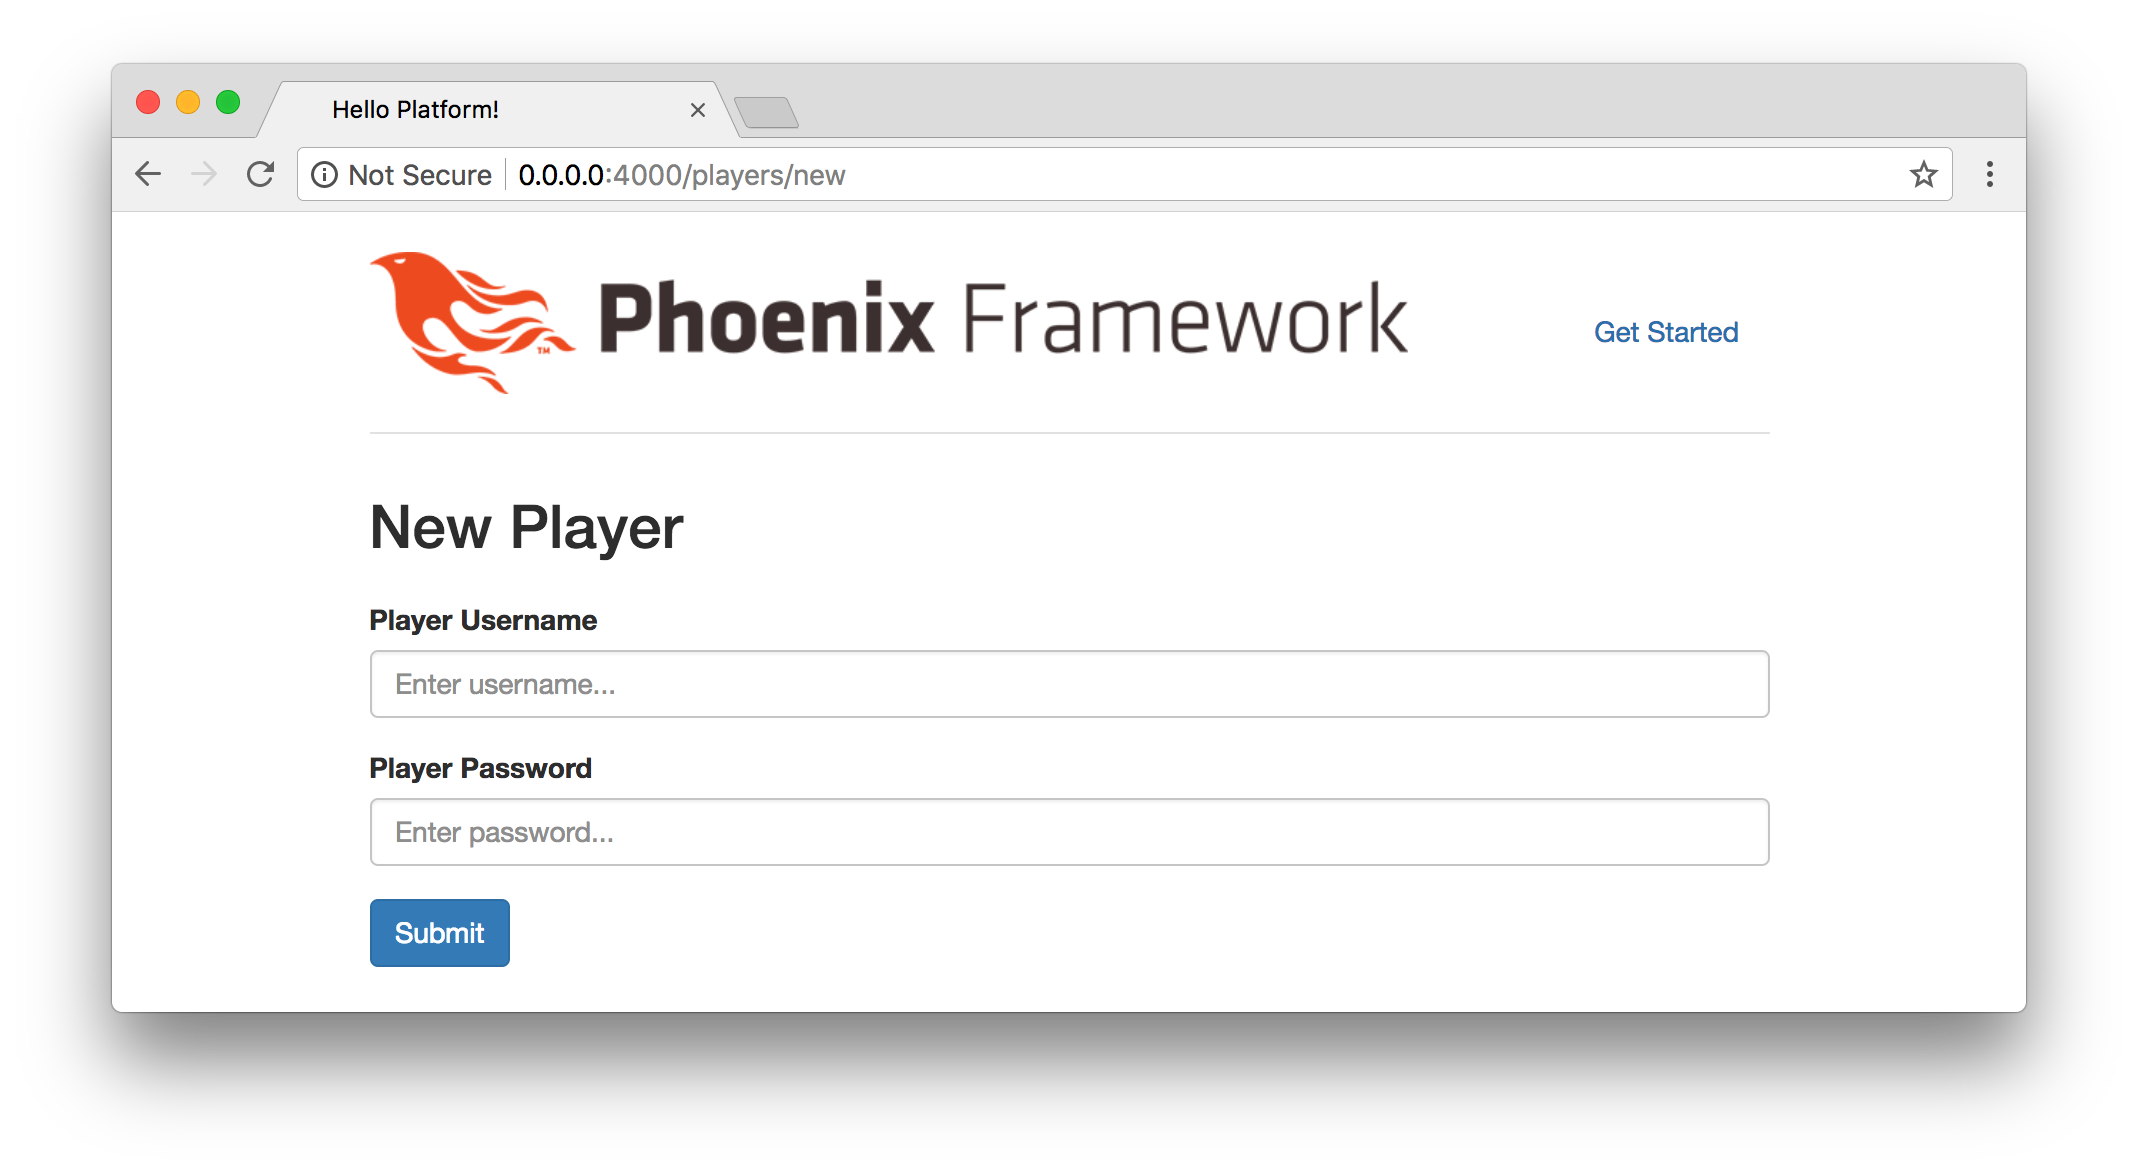 Hello Platform!
Not Secure 0.0.0.0:4000/players/new
Phoenix Framework
TM
Get Started
New Player
Player Username
Enter username...
Player Password
Enter password...
Submit